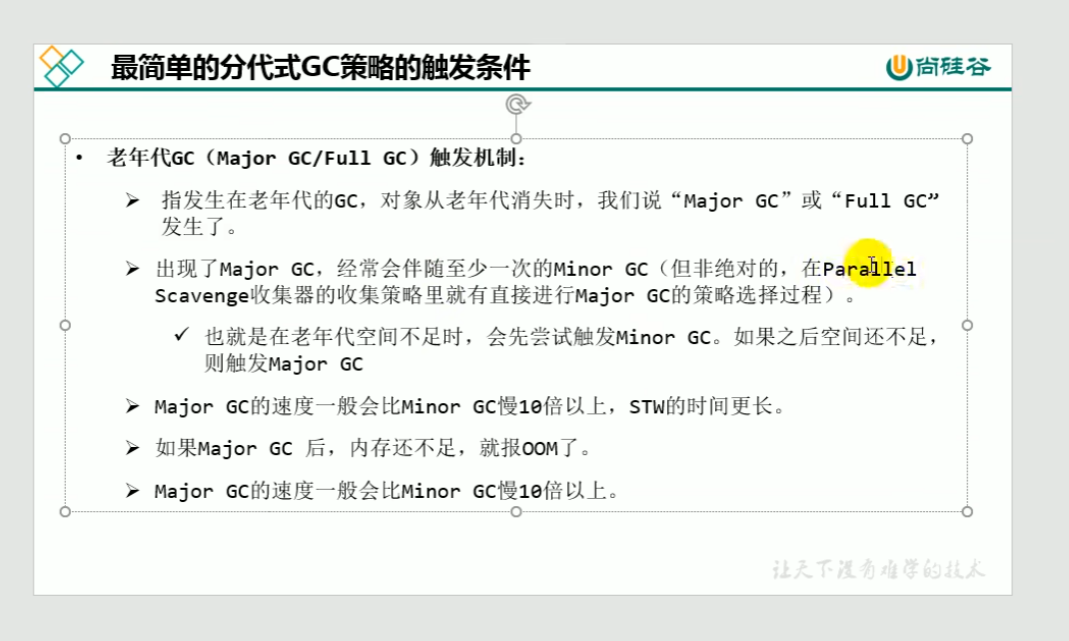 最简单的分代式GC策略的触发条件
尚硅谷
• 老年代GC（Major GC/Full GC）触发机制：
➢ 指发生在老年代的GC，对象从老年代消失时，我们说“Major GC”或“Full GC”
发生了。
➢ 出现了Major GC，经常会伴随至少一次的Minor GC（但非绝对的，在Parallel
Scavenge收集器的收集策略里就有直接进行Major GC的策略选择过程）。
✓ 也就是在老年代空间不足时，会先尝试触发Minor GC。如果之后空间还不足，
则触发Major GC
➢ Major GC的速度一般会比Minor GC慢10倍以上，STW的时间更长。
➢ 如果Major GC 后，内存还不足，就报OOM了。
➢ Major GC的速度一般会比Minor GC慢10倍以上。
让天下没有难学的技术